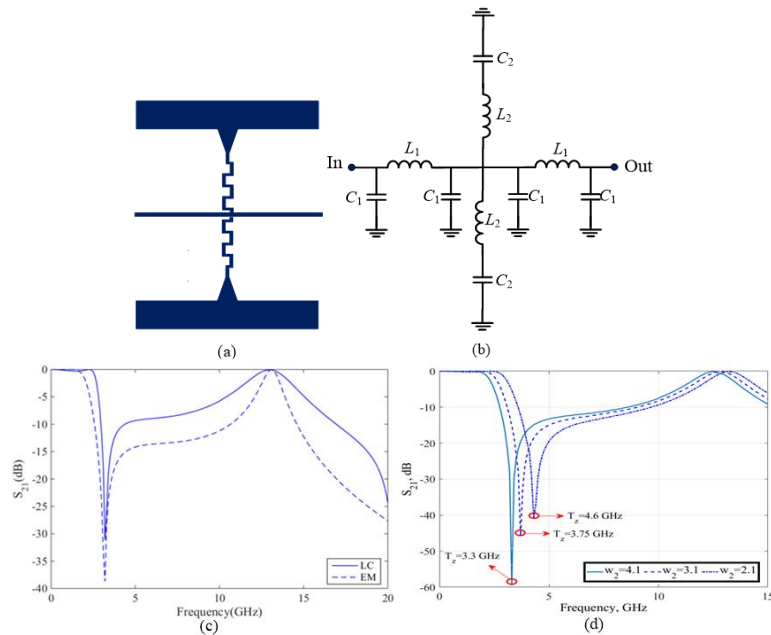 C2
L2
L1
L1
In
Out
C1
C1
C1
C1
L2
C2
(a)
(b)
0
-5
-10
-15
-20
-25
-30
-35
-40
S21(dB)
0
5
10
15
20
Frequency(GHz)
LC
EM
(c)
0
-10
-20
-30
-40
-50
-60
S21, dB
Tz=4.6 GHz
Tz=3.75 GHz
Tz=3.3 GHz
w2=4.1
w2=3.1
w2=2.1
0
5
10
15
Frequency, GHz
(d)